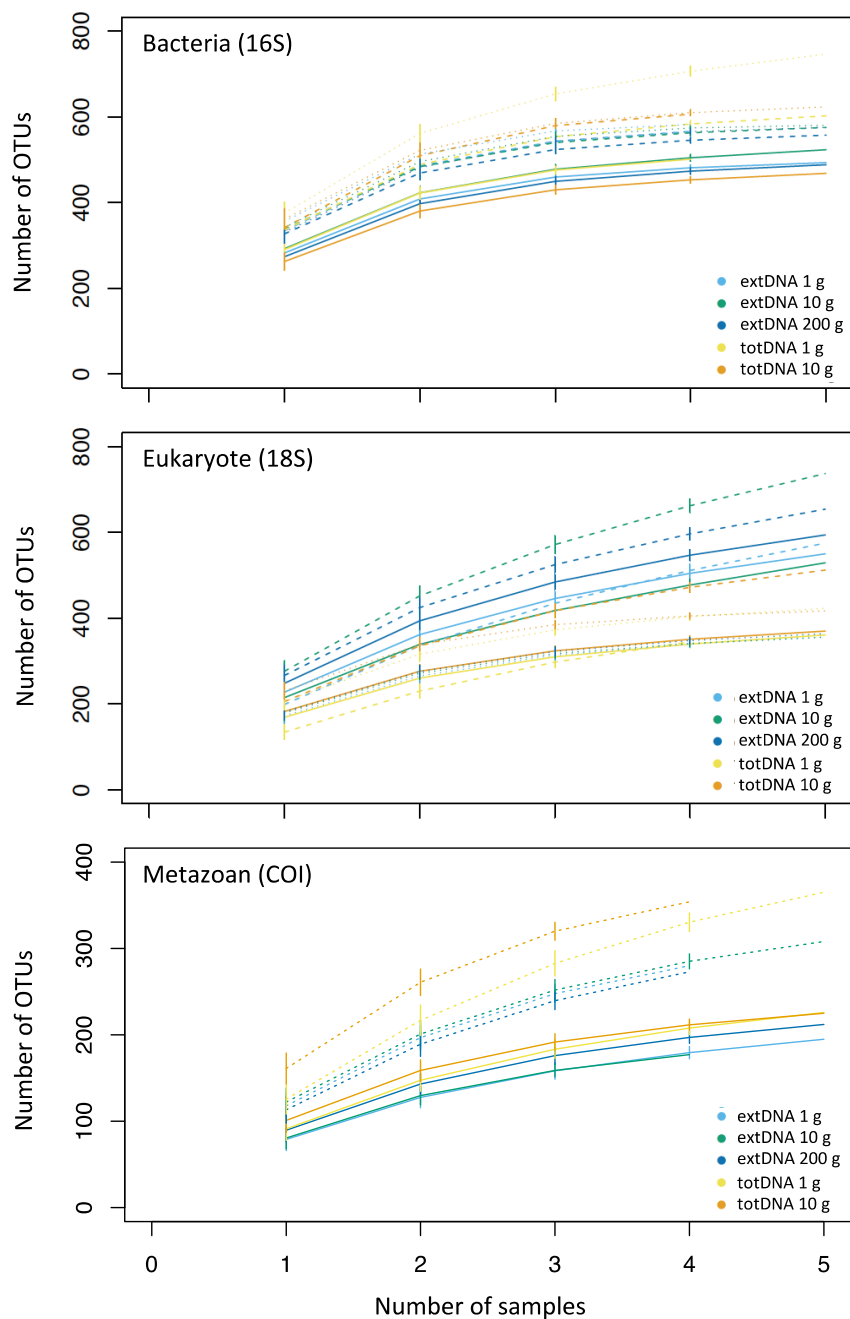 Bacteria (16S)
Number of OTUs
800
600
400
200
0
extDNA 1 g
extDNA 10 g
extDNA 200 g
totDNA 1 g
totDNA 10 g
Eukaryote (18S)
Number of OTUs
800
600
400
200
0
extDNA 1 g
extDNA 10 g
extDNA 200 g
totDNA 1 g
totDNA 10 g
Metazoan (COI)
Number of OTUs
400
300
200
100
0
extDNA 1 g
extDNA 10 g
extDNA 200 g
totDNA 1 g
totDNA 10 g
0 1 2 3 4 5
Number of samples